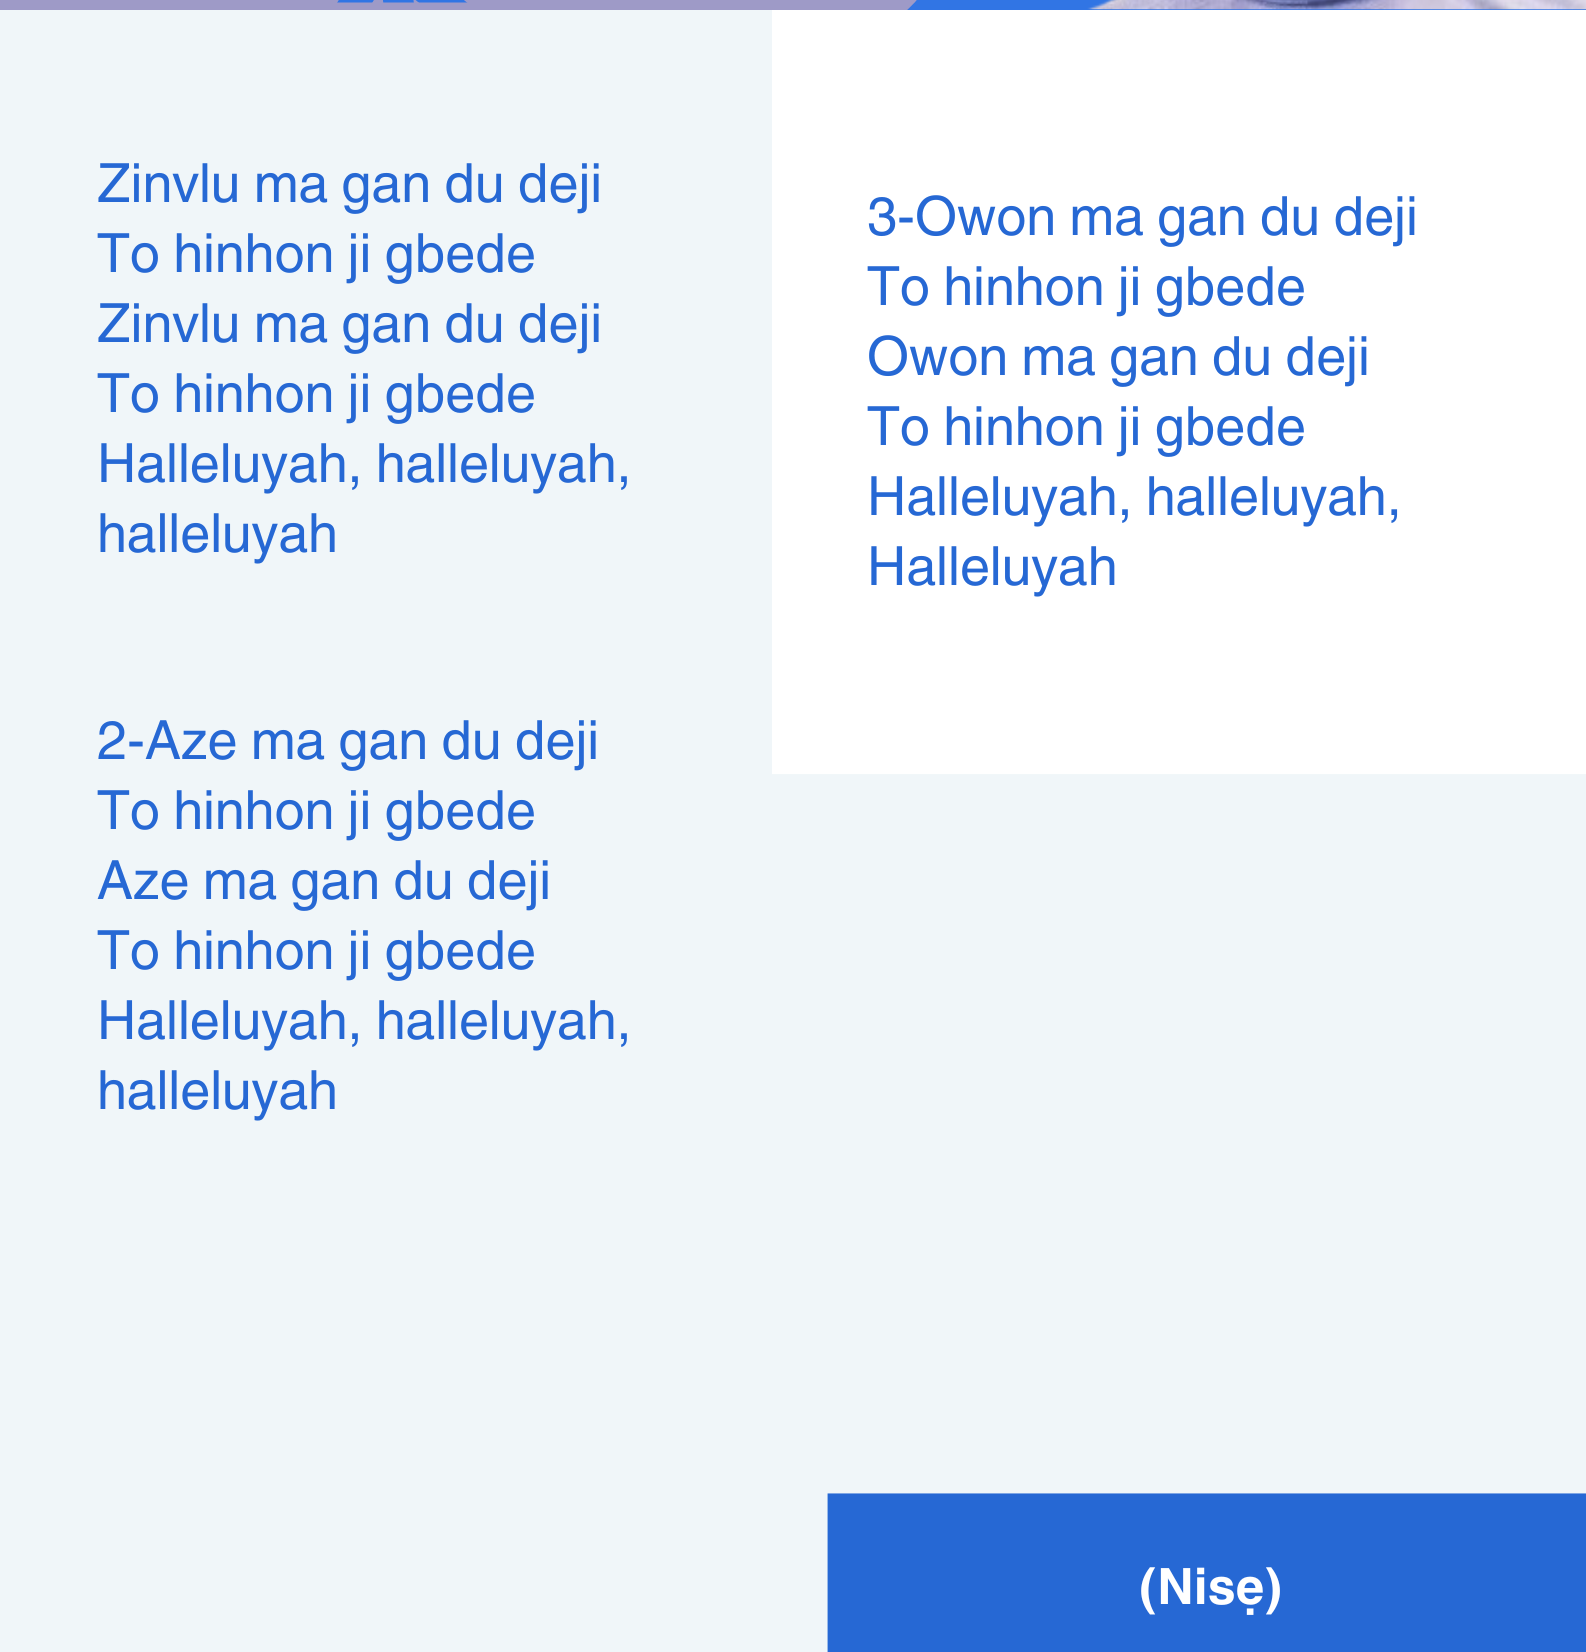 Zinvlu ma gan du deji
To hinhon ji gbede
Zinvlu ma gan du deji
To hinhon ji gbede
Halleluyah, halleluyah,
halleluyah
2-Aze ma gan du deji
To hinhon ji gbede
Aze ma gan du deji
To hinhon ji gbede
Halleluyah, halleluyah,
halleluyah
3-Owon ma gan du deji
To hinhon ji gbede
Owon ma gan du deji
To hinhon ji gbede
Halleluyah, halleluyah,
Halleluyah
(Nisẹ)